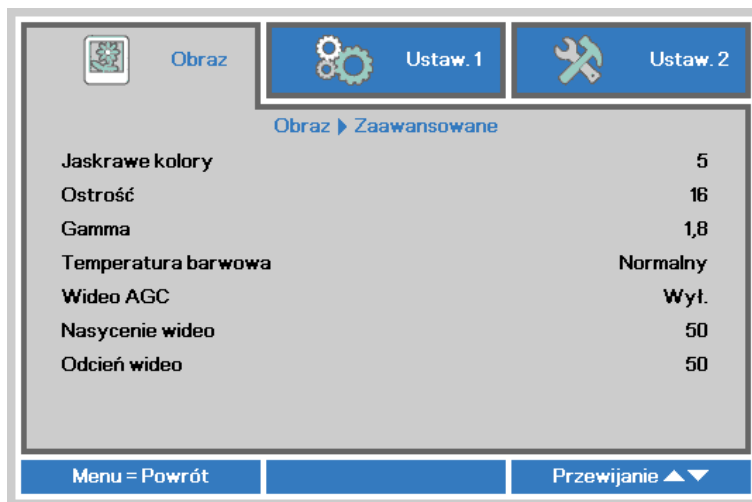 Obraz Ustaw. 1 Ustaw. 2
Obraz Zaawansowane
Jaskrawe kolory 5
Ostrość 16
Gamma 1,8
Temperatura barwowa Normalny
Wideo AGC Wył.
Nasycenie wideo 50
Odcień wideo 50
Menu = Powrót Przewijanie